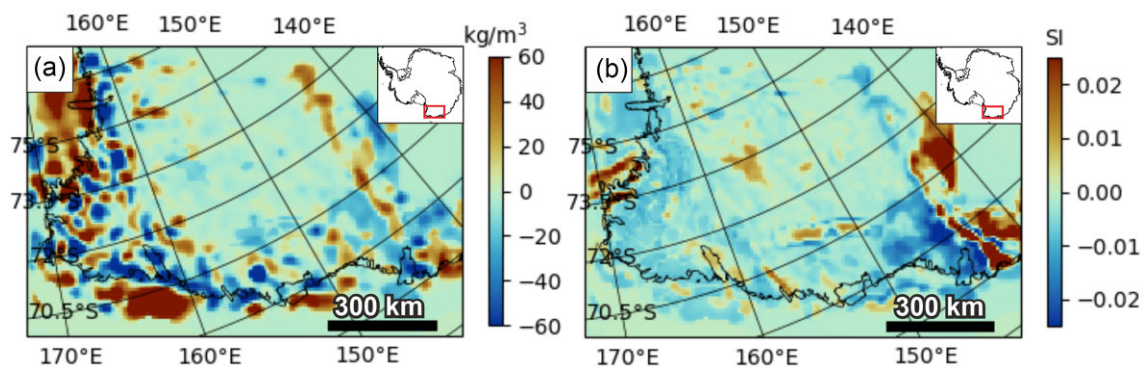 160°E 150°E 140°E kg/m³
(a)
60
40
20
0
−20
−40
−60
75°S
73.5°S
72°S
70.5°S
300 km
170°E 160°E 150°E
160°E 150°E 140°E SI
(b)
0.02
0.01
0.00
−0.01
−0.02
75°S
73.5°S
72°S
70.5°S
300 km
170°E 160°E 150°E